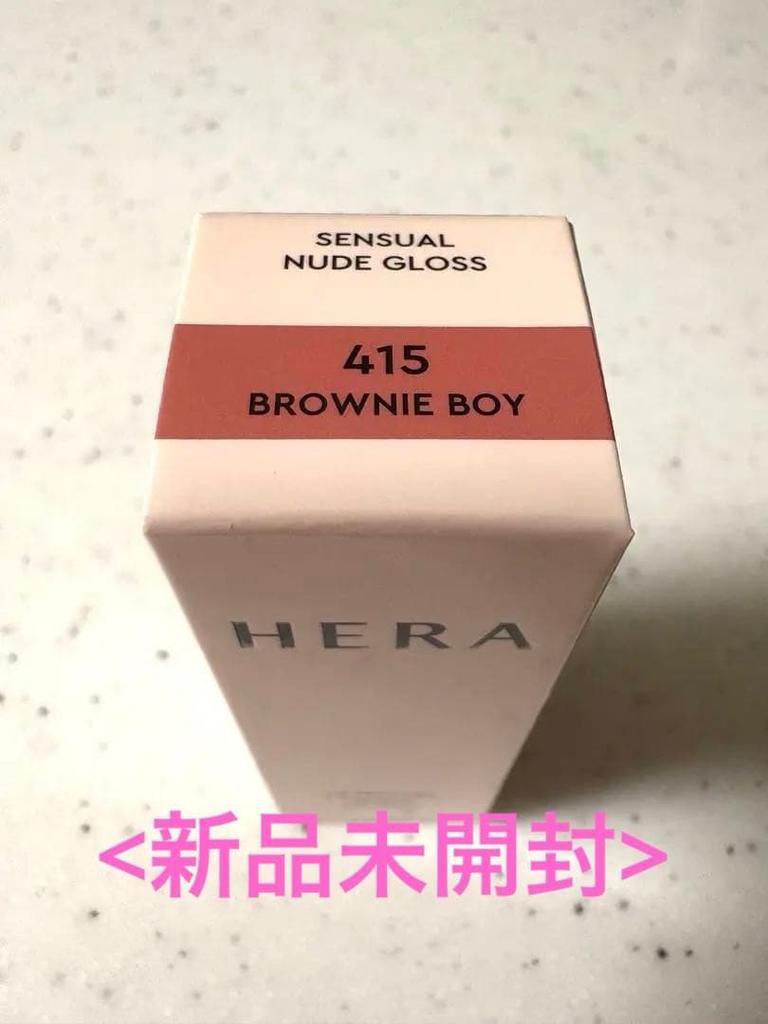 SENSUAL
NUDE GLOSS
415
BROWNIE BOY
HERA
<新品未開封>